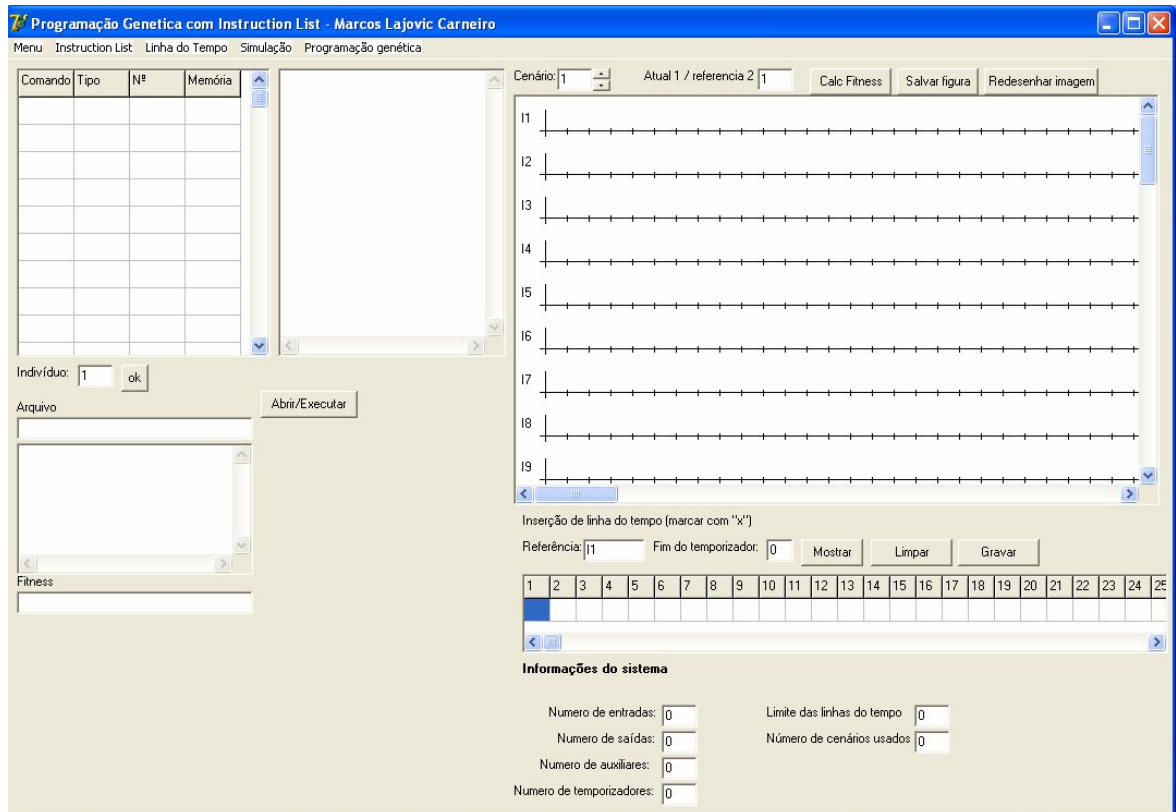 Programação Genetica com Instruction List - Marcos Lajovic Carneiro
Menu Instruction List Linha do Tempo Simulação Programação genética
Comando Tipo Nº Memória
Cenário: 1 Atual 1 / referencia 2 1 Calc Fitness Salvar figura Redesenhar imagem
I1
I2
I3
I4
I5
I6
I7
I8
I9
Indivíduo: 1 ok
Abrir/Executar
Arquivo
Fitness
Inserção de linha do tempo (marcar com "x")
Referência: I1 Fim do temporizador: 0 Mostrar Limpar Gravar
1 2 3 4 5 6 7 8 9 10 11 12 13 14 15 16 17 18 19 20 21 22 23 24 25
Informações do sistema
Numero de entradas: 0 Limite das linhas do tempo 0
Numero de saídas: 0 Número de cenários usados 0
Numero de auxiliares: 0
Numero de temporizadores: 0